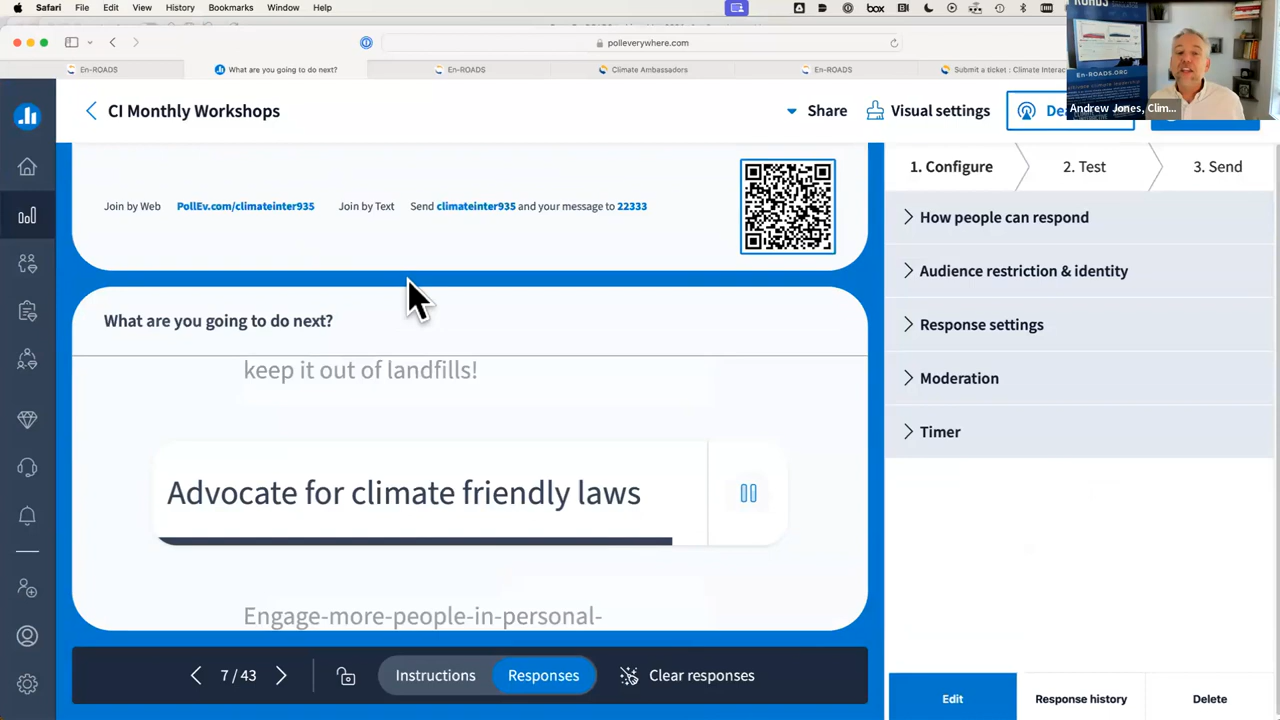 Safari File Edit View History Bookmarks Window Help
box
polleverywhere.com
En-ROADS
What are you going to do next?
En-ROADS
Climate Ambassadors
En-ROADS
Submit a ticket : Climate Interac
En-ROADS.ORG
Andrew Jones, Clim...
CI Monthly Workshops
Share
Visual settings
1. Configure
2. Test
3. Send
Join by Web PollEv.com/climateinter935 Join by Text Send climateinter935 and your message to 22333
How people can respond
Audience restriction & identity
Response settings
Moderation
Timer
What are you going to do next?
keep it out of landfills!
Advocate for climate friendly laws
Engage-more-people-in-personal-
7 / 43
Instructions
Responses
Clear responses
Edit
Response history
Delete